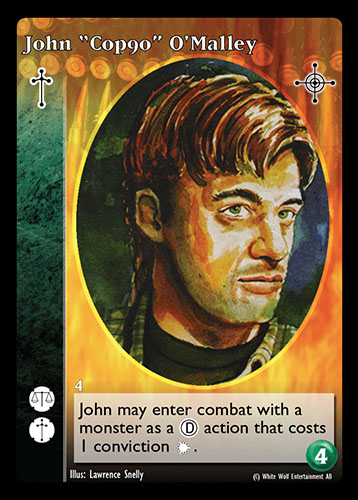 John "Cop90" O'Malley
4
John may enter combat with a
monster as a Ⓓ action that costs
1 conviction .
4
Illus: Lawrence Snelly
(C) White Wolf Entertainment AB